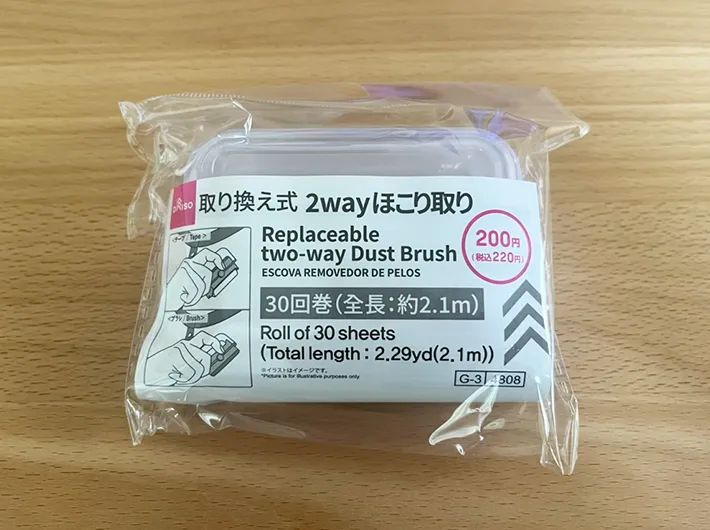 DAISO
取り換え式 2wayほこり取り
<テープ / Tape>
Replaceable
two-way Dust Brush
ESCOVA REMOVEDOR DE PELOS
200円
(税込220円)
30回巻(全長:約2.1m)
<ブラシ / Brush>
Roll of 30 sheets
(Total length : 2.29yd(2.1m))
※イラストはイメージです。
*Picture is for illustrative purposes only.
G-3 4808